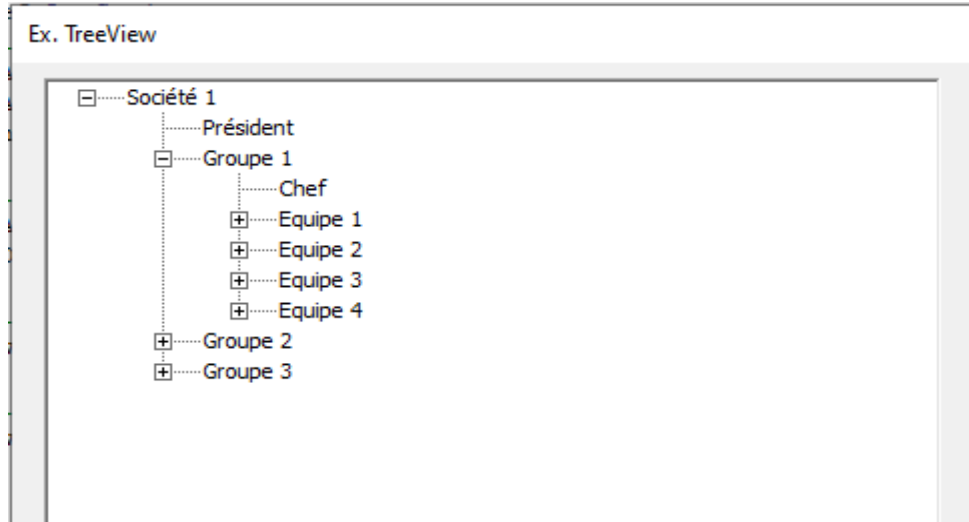 Ex. TreeView
Société 1
Président
Groupe 1
Chef
Equipe 1
Equipe 2
Equipe 3
Equipe 4
Groupe 2
Groupe 3